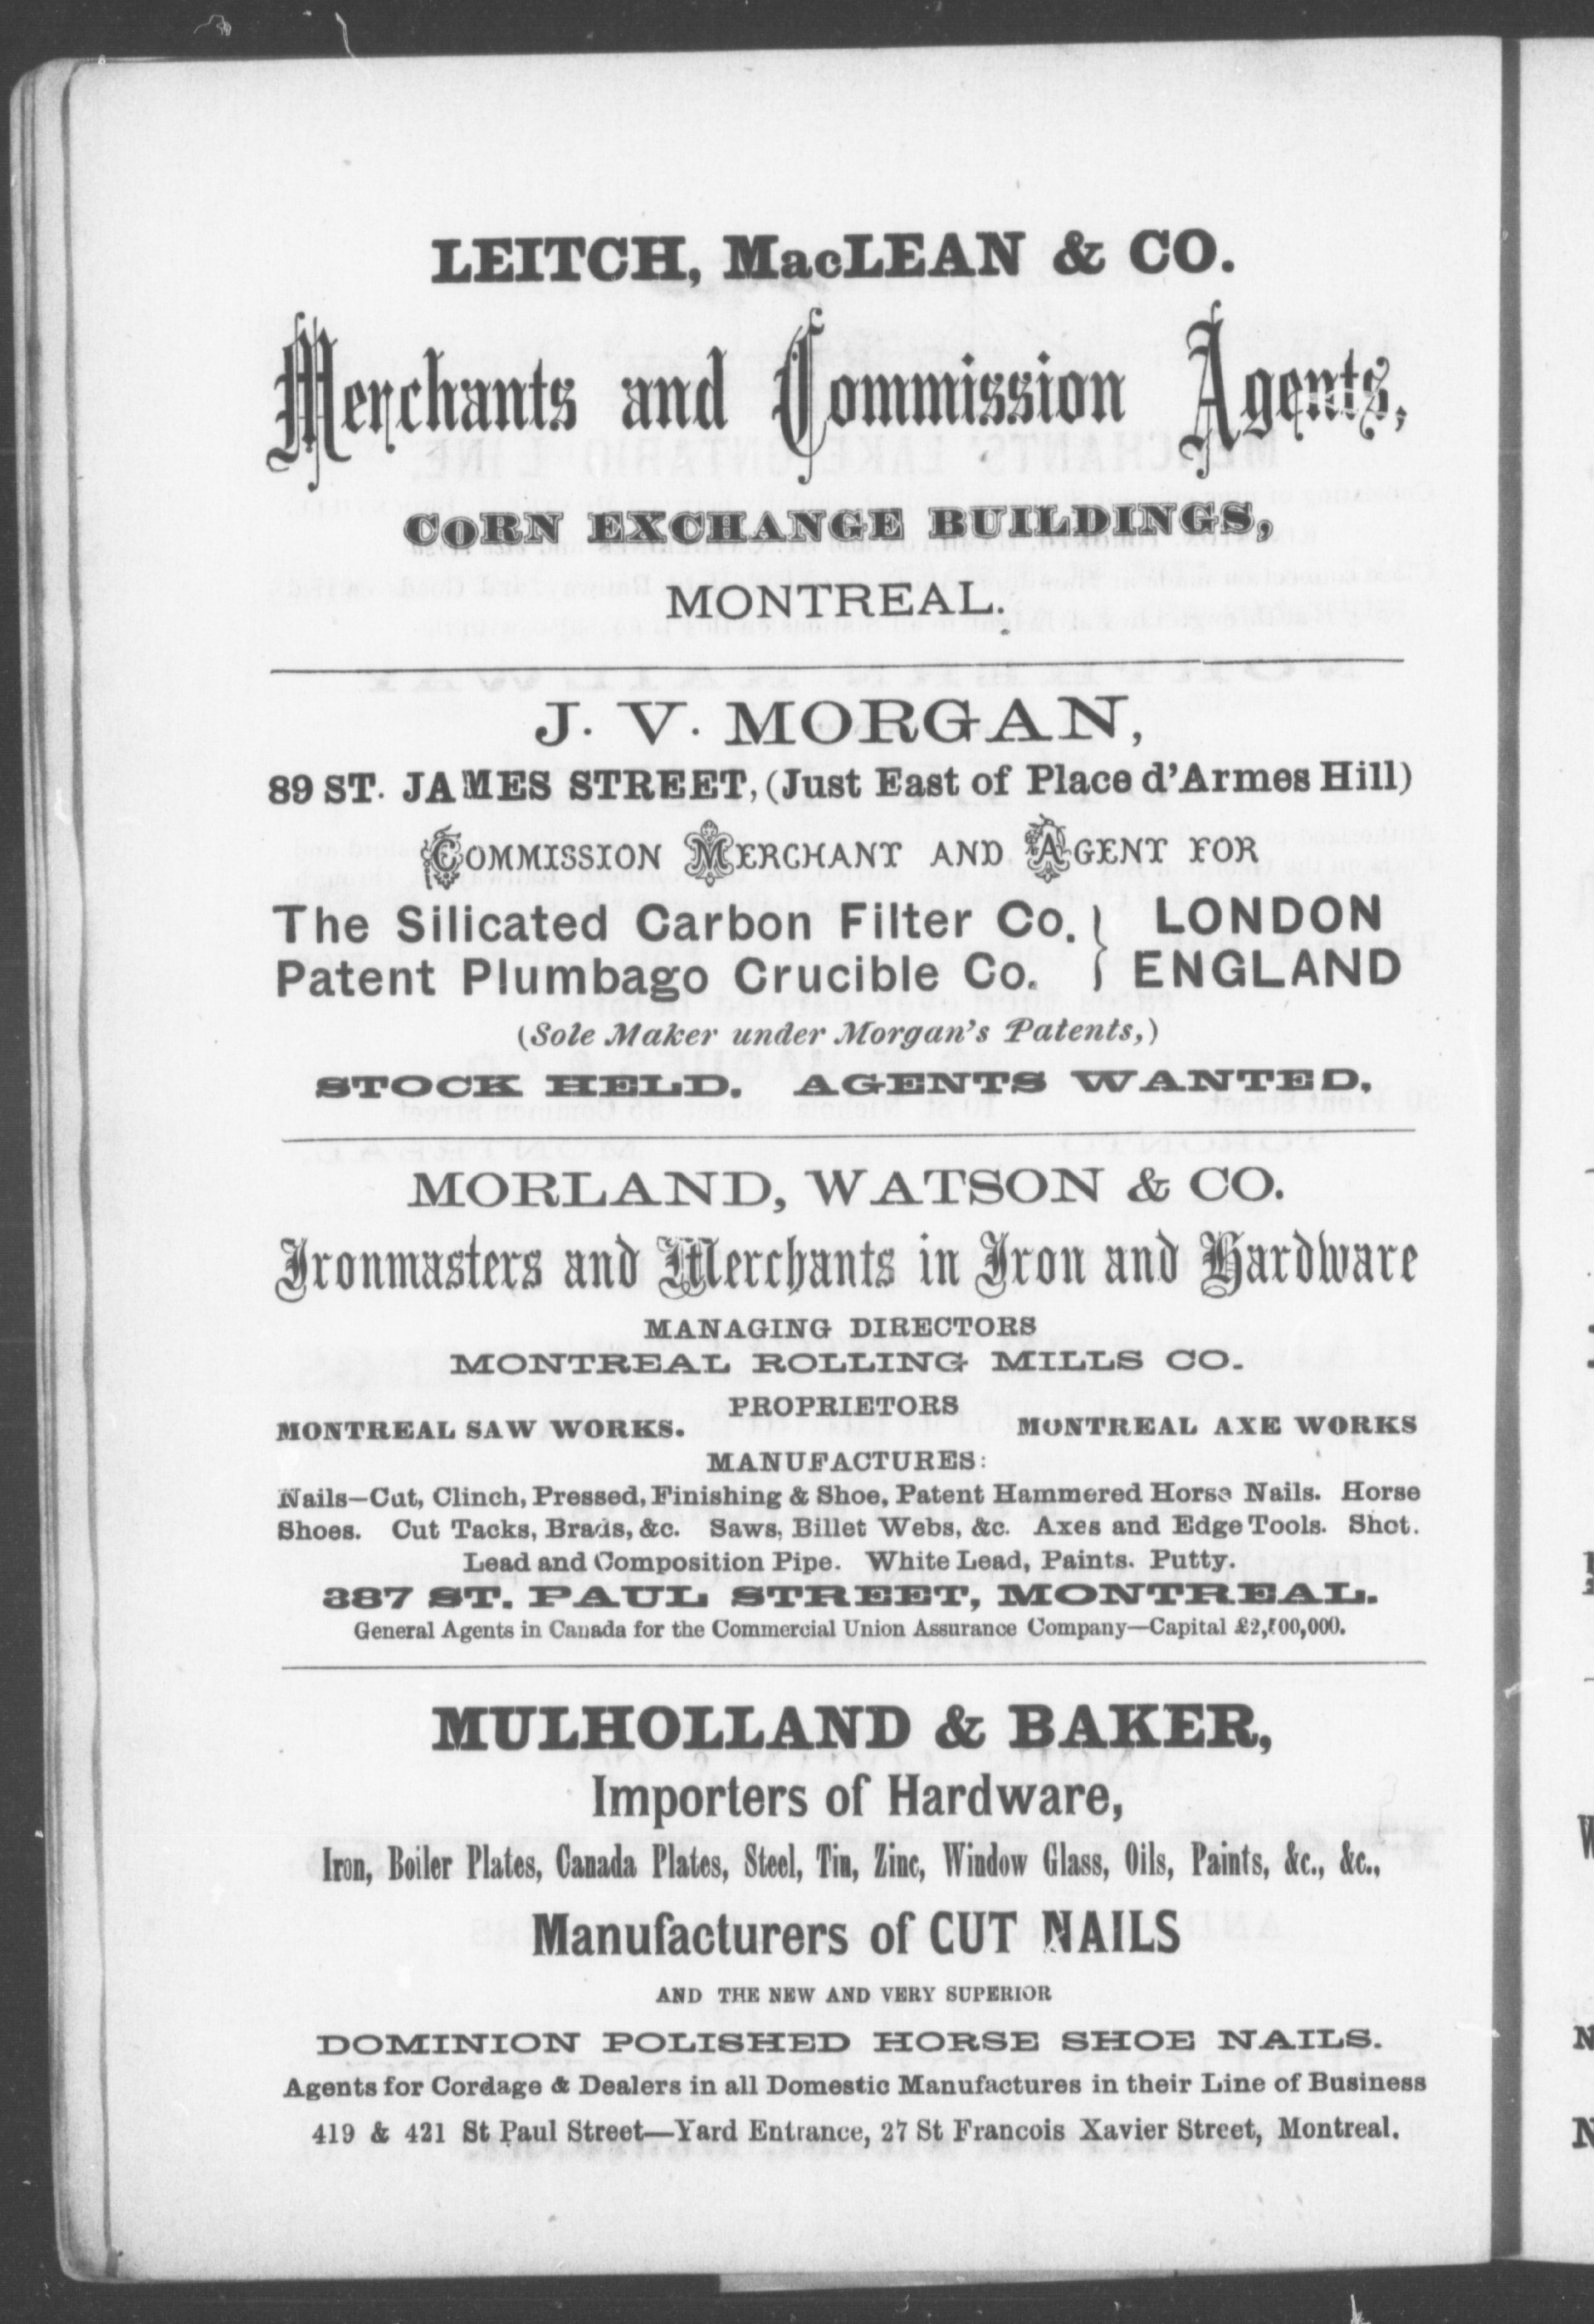 LEITCH, MacLEAN & CO.
Merchants and Commission Agents,
CORN EXCHANGE BUILDINGS,
MONTREAL.
J. V. MORGAN,
89 ST. JAMES STREET, (Just East of Place d'Armes Hill)
COMMISSION MERCHANT AND AGENT FOR
The Silicated Carbon Filter Co. } LONDON
Patent Plumbago Crucible Co. } ENGLAND
(Sole Maker under Morgan's Patents,)
STOCK HELD. AGENTS WANTED.
MORLAND, WATSON & CO.
Ironmasters and Merchants in Iron and Hardware
MANAGING DIRECTORS
MONTREAL ROLLING MILLS CO.
PROPRIETORS
MONTREAL SAW WORKS. MONTREAL AXE WORKS
MANUFACTURES:
Nails—Cut, Clinch, Pressed, Finishing & Shoe, Patent Hammered Horse Nails. Horse
Shoes. Cut Tacks, Brads, &c. Saws, Billet Webs, &c. Axes and Edge Tools. Shot.
Lead and Composition Pipe. White Lead, Paints. Putty.
387 ST. PAUL STREET, MONTREAL.
General Agents in Canada for the Commercial Union Assurance Company—Capital £2,500,000.
MULHOLLAND & BAKER,
Importers of Hardware,
Iron, Boiler Plates, Canada Plates, Steel, Tin, Zinc, Window Glass, Oils, Paints, &c., &c.,
Manufacturers of CUT NAILS
AND THE NEW AND VERY SUPERIOR
DOMINION POLISHED HORSE SHOE NAILS.
Agents for Cordage & Dealers in all Domestic Manufactures in their Line of Business
419 & 421 St Paul Street—Yard Entrance, 27 St Francois Xavier Street, Montreal.